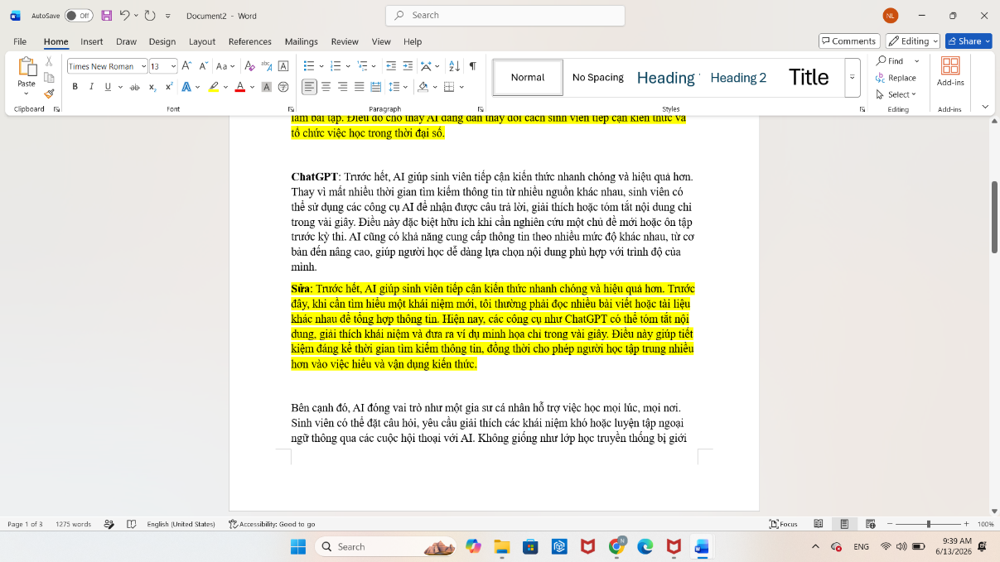 AutoSave Off Document2 - Word Search NL
File Home Insert Draw Design Layout References Mailings Review View Help Comments Editing Share
Paste Times New Roman 13 Normal No Spacing Heading Heading 2 Title Find Replace Select Add-ins
Clipboard Font Paragraph Styles Editing Add-ins
làm bài tập. Điều đó cho thấy AI đang dần thay đổi cách sinh viên tiếp cận kiến thức và
tổ chức việc học trong thời đại số.
ChatGPT: Trước hết, AI giúp sinh viên tiếp cận kiến thức nhanh chóng và hiệu quả hơn.
Thay vì mất nhiều thời gian tìm kiếm thông tin từ nhiều nguồn khác nhau, sinh viên có
thể sử dụng các công cụ AI để nhận được câu trả lời, giải thích hoặc tóm tắt nội dung chỉ
trong vài giây. Điều này đặc biệt hữu ích khi cần nghiên cứu một chủ đề mới hoặc ôn tập
trước kỳ thi. AI cũng có khả năng cung cấp thông tin theo nhiều mức độ khác nhau, từ cơ
bản đến nâng cao, giúp người học dễ dàng lựa chọn nội dung phù hợp với trình độ của
mình.
Sửa: Trước hết, AI giúp sinh viên tiếp cận kiến thức nhanh chóng và hiệu quả hơn. Trước
đây, khi cần tìm hiểu một khái niệm mới, tôi thường phải đọc nhiều bài viết hoặc tài liệu
khác nhau để tổng hợp thông tin. Hiện nay, các công cụ như ChatGPT có thể tóm tắt nội
dung, giải thích khái niệm và đưa ra ví dụ minh họa chỉ trong vài giây. Điều này giúp tiết
kiệm đáng kể thời gian tìm kiếm thông tin, đồng thời cho phép người học tập trung nhiều
hơn vào việc hiểu và vận dụng kiến thức.
Bên cạnh đó, AI đóng vai trò như một gia sư cá nhân hỗ trợ việc học mọi lúc, mọi nơi.
Sinh viên có thể đặt câu hỏi, yêu cầu giải thích các khái niệm khó hoặc luyện tập ngoại
ngữ thông qua các cuộc hội thoại với AI. Không giống như lớp học truyền thống bị giới
Page 1 of 3 1275 words English (United States) Accessibility: Good to go Focus 100%
Search ENG 9:39 AM
6/13/2026